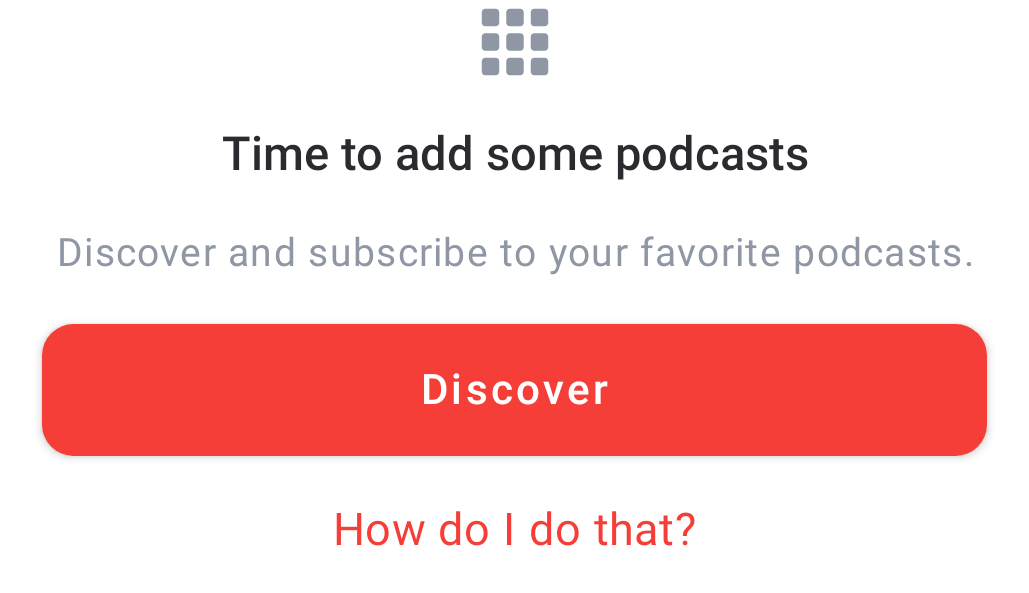 Time to add some podcasts
Discover and subscribe to your favorite podcasts.
Discover
How do I do that?